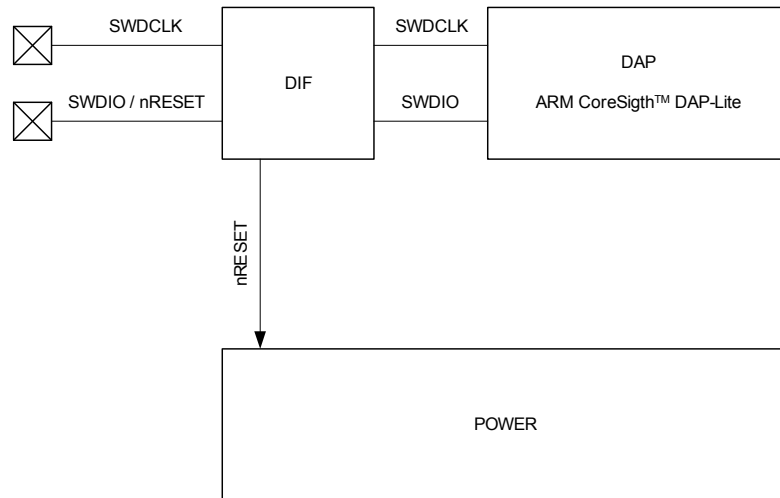 SWDCLK
SWDCLK
DIF
DAP
SWDIO / nRESET
SWDIO
ARM CoreSigth™ DAP-Lite
nRESET
POWER